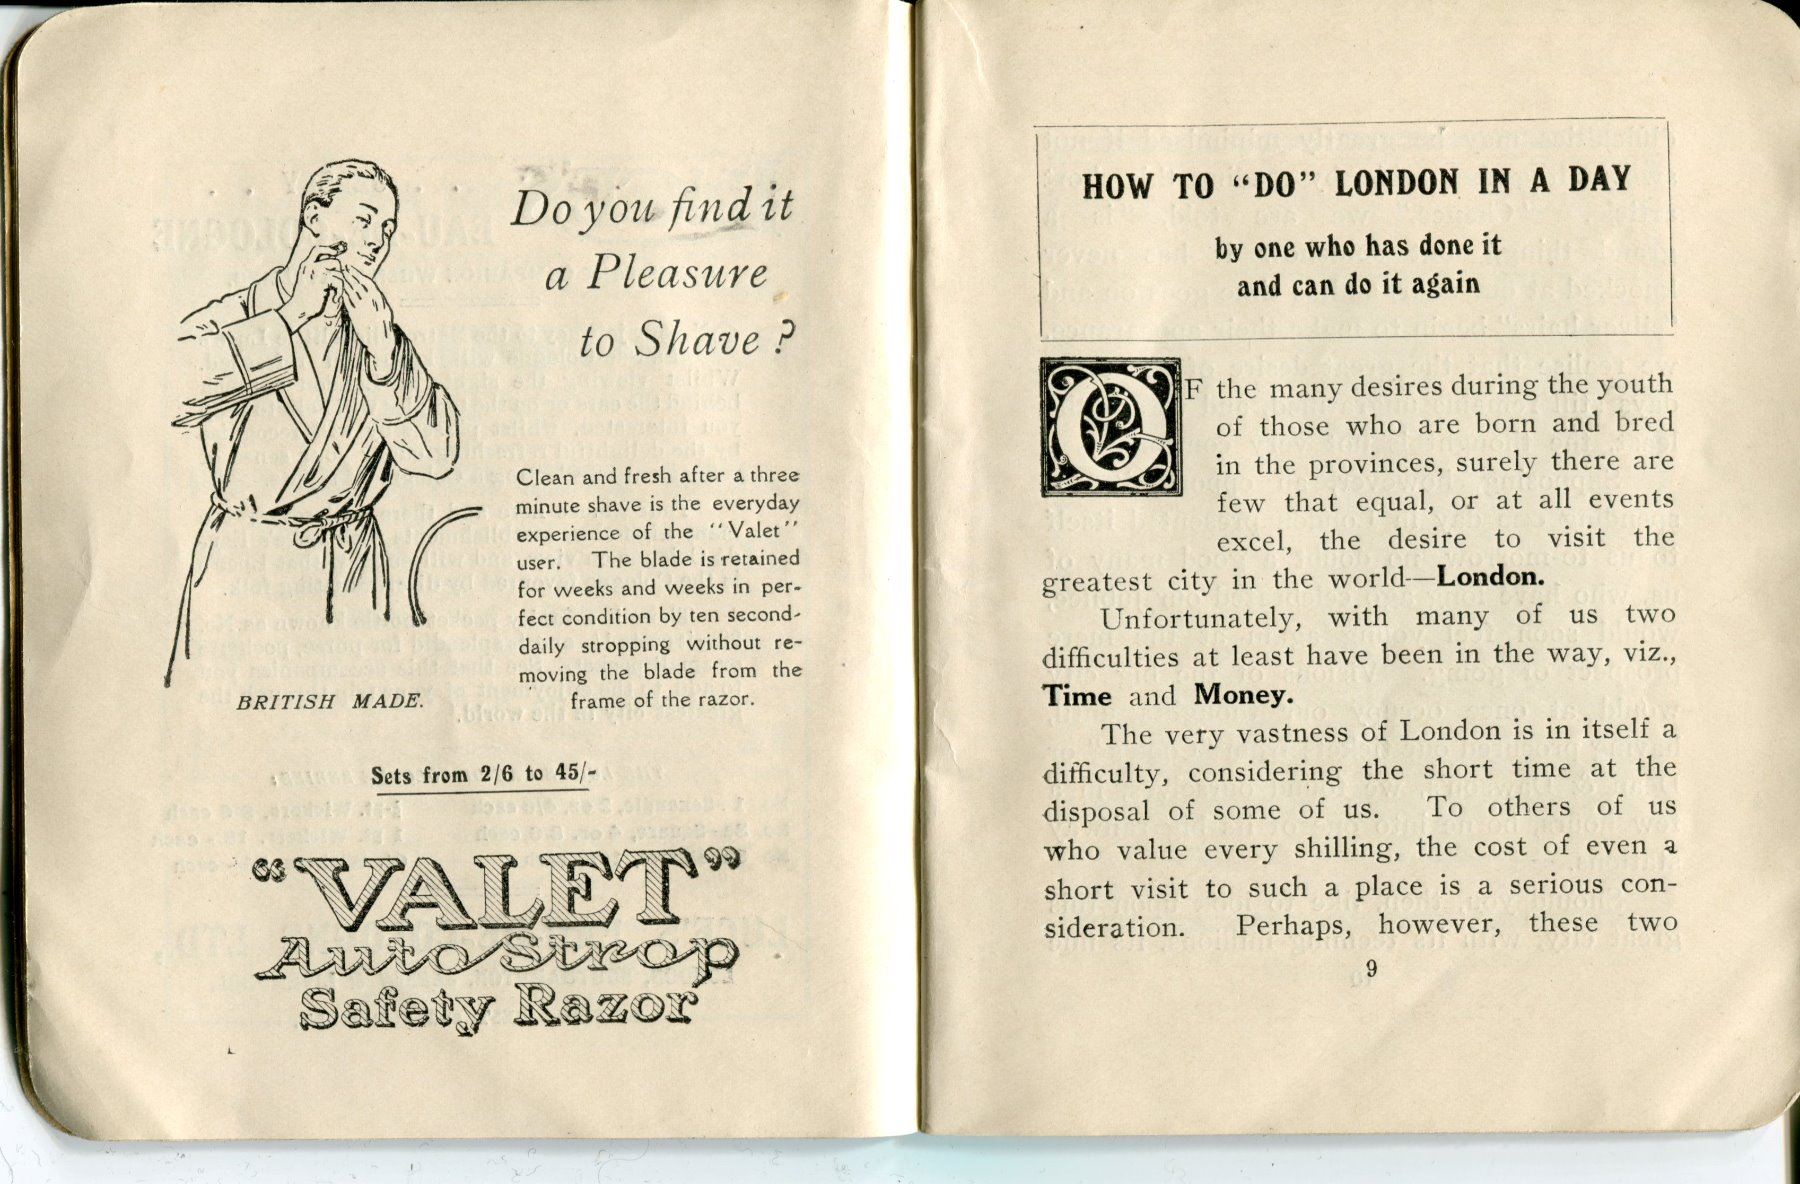 Do you find it
a Pleasure
to Shave ?
Clean and fresh after a three
minute shave is the everyday
experience of the "Valet"
user. The blade is retained
for weeks and weeks in per-
fect condition by ten second-
daily stropping without re-
moving the blade from the
frame of the razor.
BRITISH MADE.
Sets from 2/6 to 45/-
"VALET"
AutoStrop
Safety Razor
HOW TO "DO" LONDON IN A DAY
by one who has done it
and can do it again
OF the many desires during the youth
of those who are born and bred
in the provinces, surely there are
few that equal, or at all events
excel, the desire to visit the
greatest city in the world—London.
Unfortunately, with many of us two
difficulties at least have been in the way, viz.,
Time and Money.
The very vastness of London is in itself a
difficulty, considering the short time at the
disposal of some of us. To others of us
who value every shilling, the cost of even a
short visit to such a place is a serious con-
sideration. Perhaps, however, these two
9